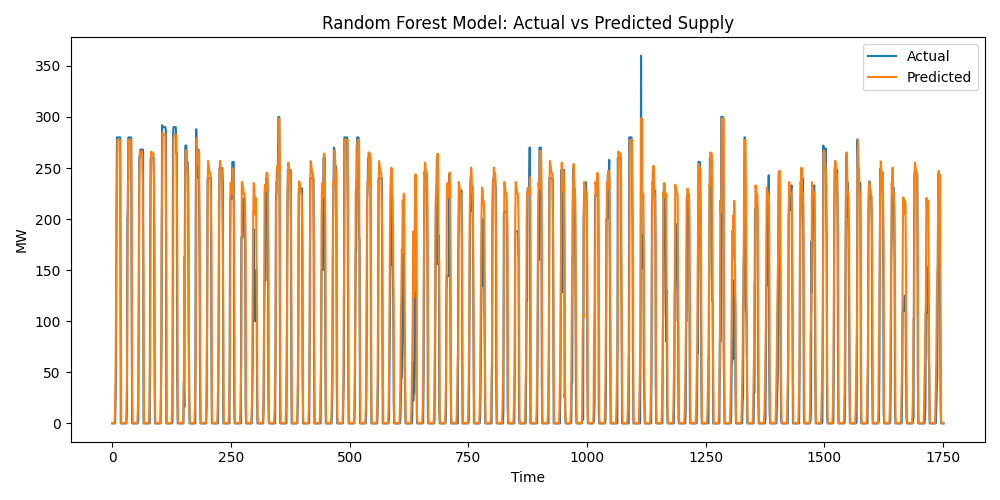 Random Forest Model: Actual vs Predicted Supply
Actual
Predicted
MW
350
300
250
200
150
100
50
0
0 250 500 750 1000 1250 1500 1750
Time